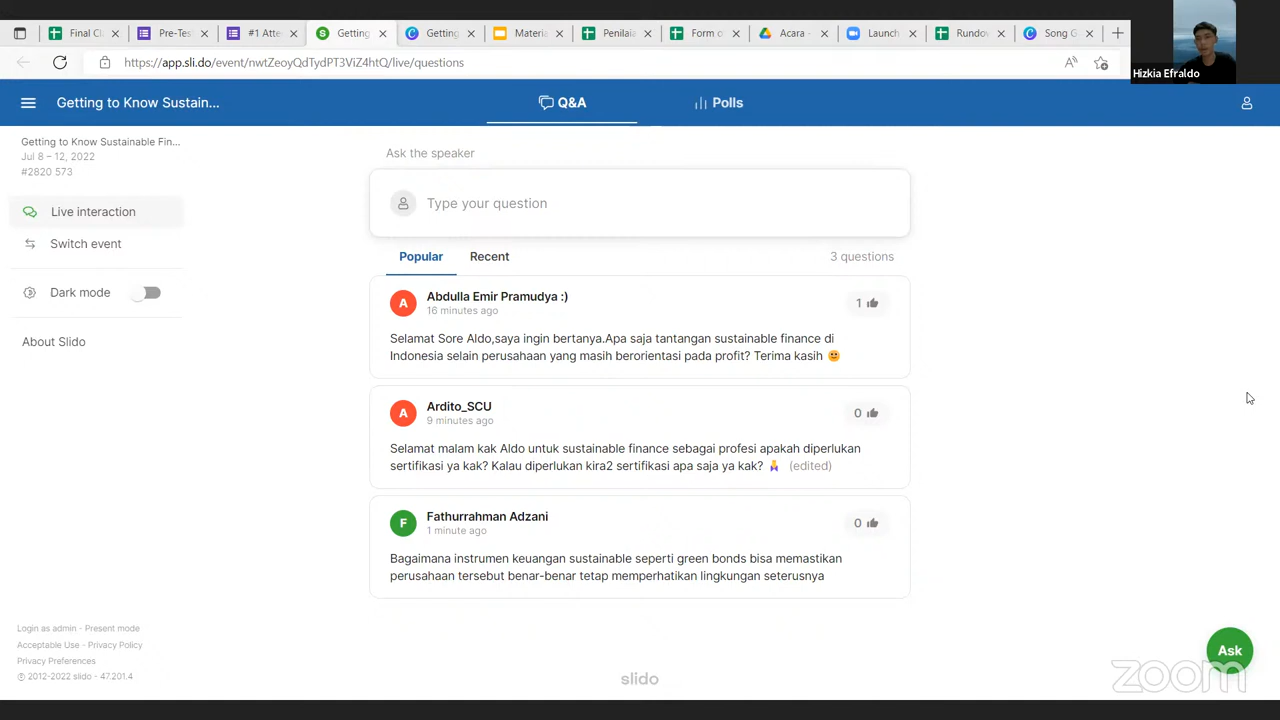 Final Cl
Pre-Tes
#1 Atte
Getting
Getting
Materia
Penilaia
Form o
Acara -
Launch
Rundov
Song G
https://app.sli.do/event/nwtZeoyQdTydPT3ViZ4htQ/live/questions
Hizkia Efraldo
Getting to Know Sustain...
Q&A
Polls
Getting to Know Sustainable Fin...
Jul 8 – 12, 2022
#2820 573
Live interaction
Switch event
Dark mode
About Slido
Ask the speaker
Type your question
Popular
Recent
3 questions
A
Abdulla Emir Pramudya :)
16 minutes ago
1
Selamat Sore Aldo,saya ingin bertanya.Apa saja tantangan sustainable finance di
Indonesia selain perusahaan yang masih berorientasi pada profit? Terima kasih 🙂
A
Ardito_SCU
9 minutes ago
0
Selamat malam kak Aldo untuk sustainable finance sebagai profesi apakah diperlukan
sertifikasi ya kak? Kalau diperlukan kira2 sertifikasi apa saja ya kak? 🙏 (edited)
F
Fathurrahman Adzani
1 minute ago
0
Bagaimana instrumen keuangan sustainable seperti green bonds bisa memastikan
perusahaan tersebut benar-benar tetap memperhatikan lingkungan seterusnya
Login as admin - Present mode
Acceptable Use - Privacy Policy
Privacy Preferences
© 2012-2022 slido - 47.201.4
slido
Ask
zoom